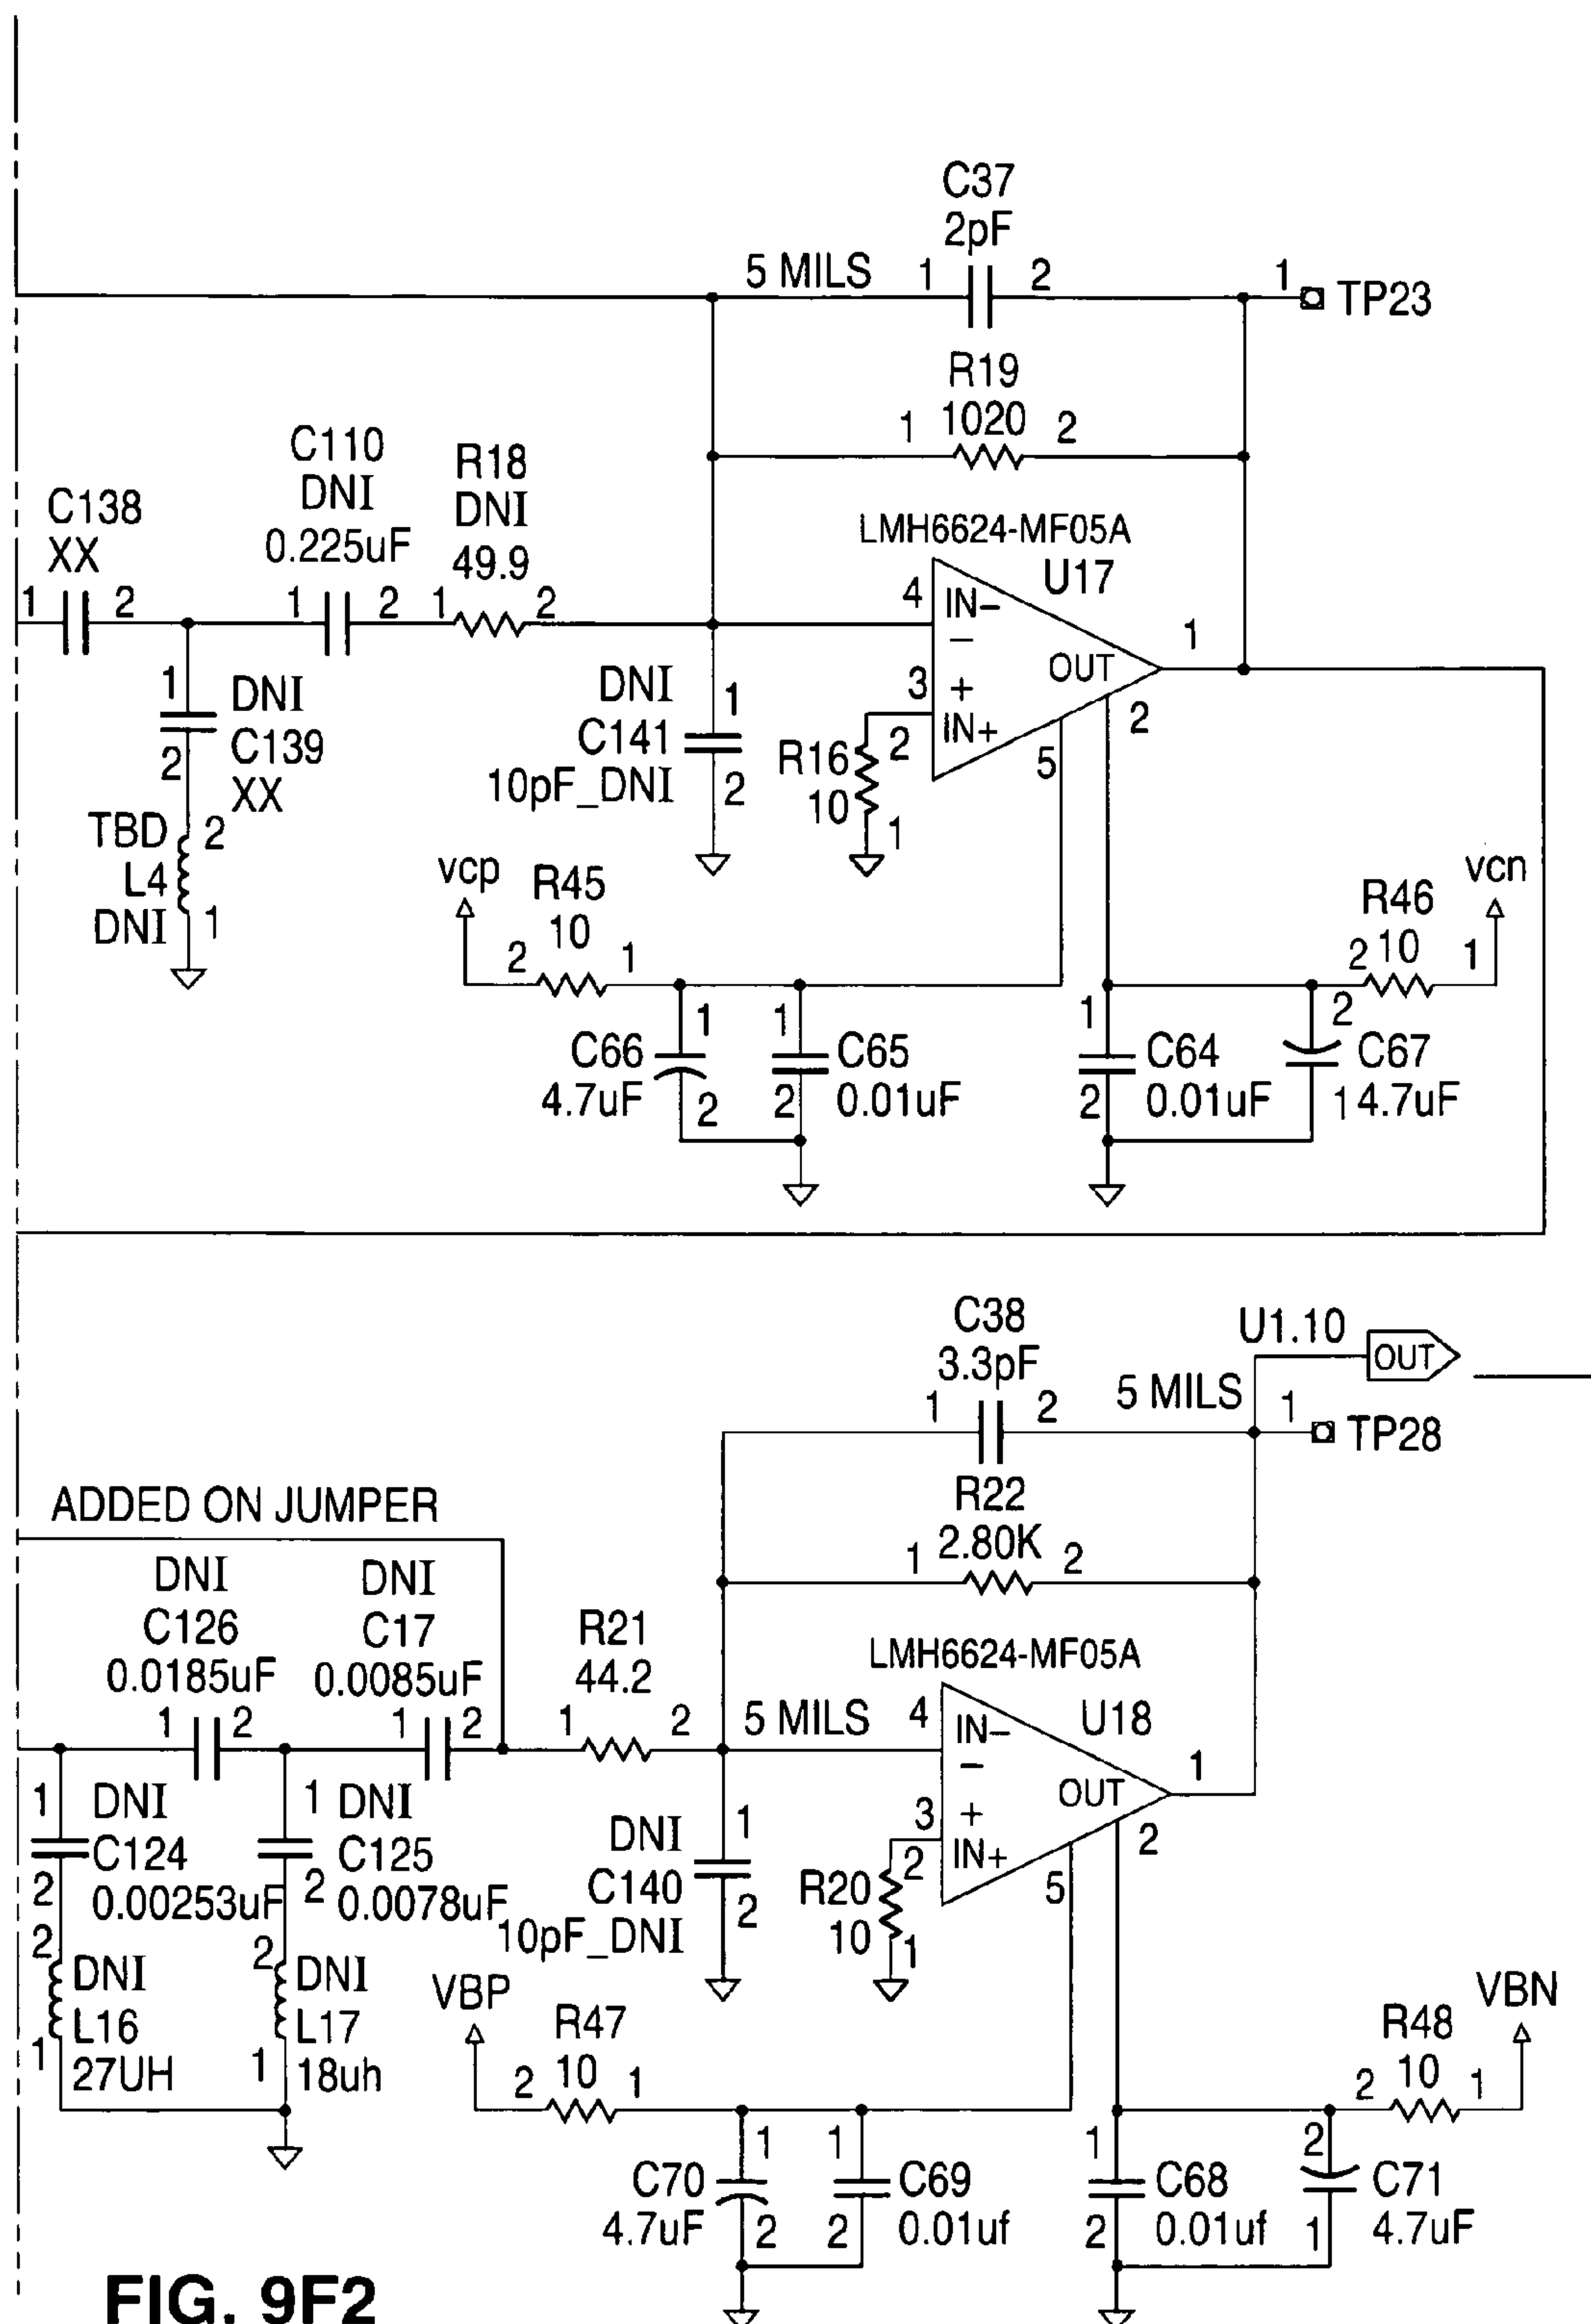 C37
2pF
5 MILS 1 2 1 TP23
R19
1020
1 2
C110
DNI
0.225uF
R18
DNI
49.9
C138
XX
LMH6624-MF05A
U17
1 2 1 2 1 2 4 IN-
-
1
OUT
3 +
IN+
2
5
1 DNI
2 C139
XX
DNI 1
C141
10pF_DNI 2
R16 2
10
1
TBD 2
L4
DNI 1
vcp
R45
10
2 1
vcn
R46
2 10 1
1 1 1 2
C66
4.7uF
2
C65
2 0.01uF
C64
2 0.01uF
C67
1 4.7uF
C38
3.3pF
U1.10
OUT
1 2 5 MILS 1
TP28
R22
1 2.80K 2
ADDED ON JUMPER
DNI
C126
0.0185uF
DNI
C17
0.0085uF
R21
44.2
LMH6624-MF05A
U18
1 2 1 2 1 2 5 MILS 4 IN-
-
1
OUT
3 +
IN+
2
5
1 DNI
C124
2 0.00253uF
1 DNI
C125
2 0.0078uF
DNI 1
C140
10pF_DNI 2
R20 2
10
1
2 DNI
L16
1 27UH
2 DNI
L17
1 18uh
VBP
R47
10
2 1
VBN
R48
2 10 1
1 1 1 2
C70
4.7uF 2
C69
2 0.01uf
C68
2 0.01uf
C71
1 4.7uF
FIG. 9F2